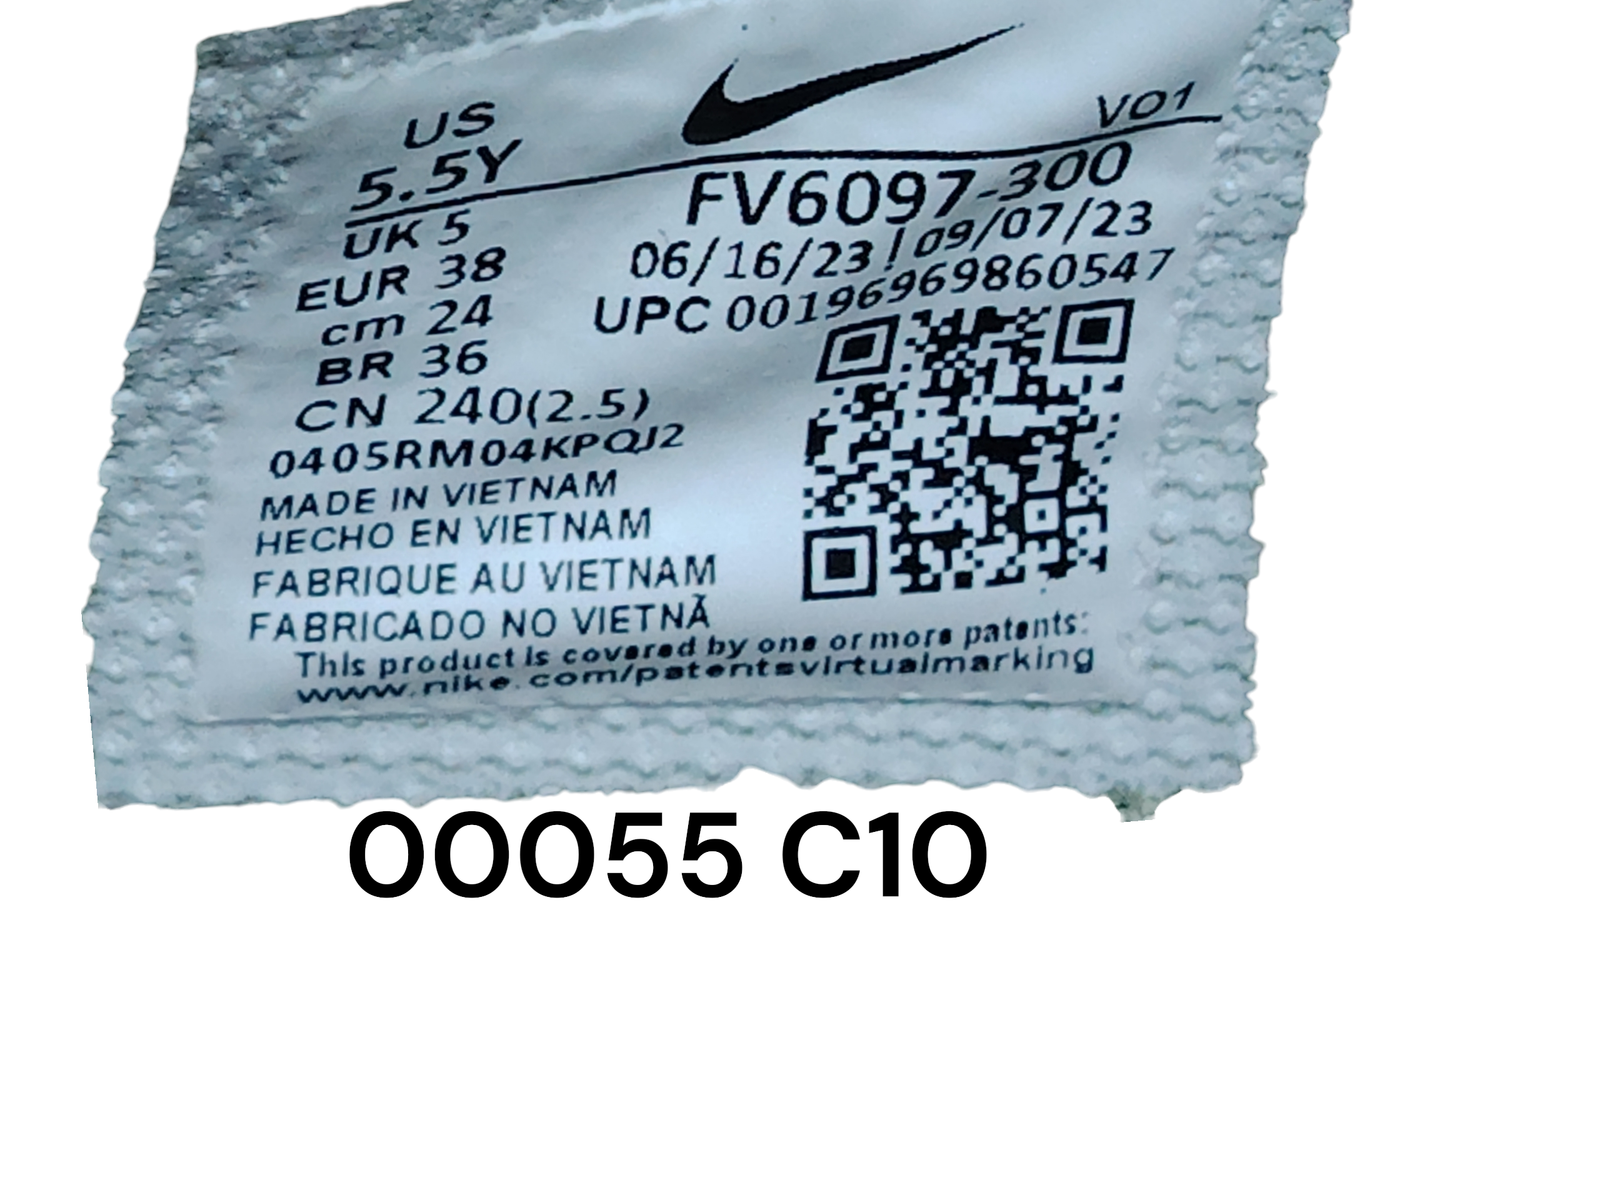 US
5.5Y
VO1
UK 5
EUR 38
cm 24
BR 36
CN 240(2.5)
0405RM04KPQJ2
MADE IN VIETNAM
HECHO EN VIETNAM
FABRIQUE AU VIETNAM
FABRICADO NO VIETNÃ
FV6097-300
06/16/23 / 09/07/23
UPC 00196969860547
This product is covered by one or more patents:
www.nike.com/patentsvirtualmarking
00055 C10